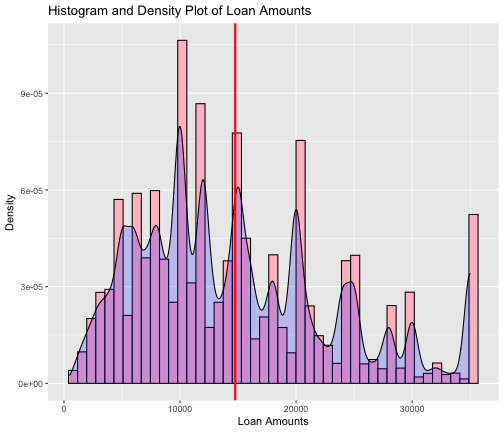 Histogram and Density Plot of Loan Amounts
9e-05
6e-05
3e-05
0e+00
Density
0 10000 20000 30000
Loan Amounts